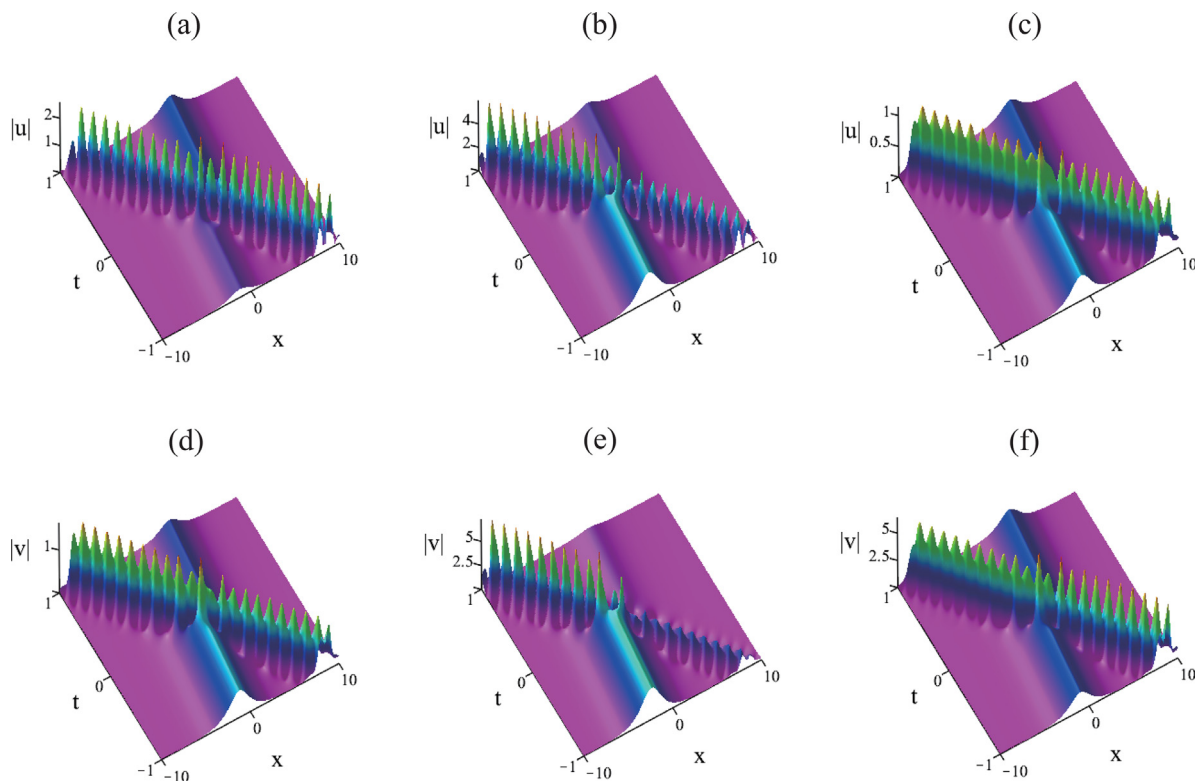 (a) (b) (c)
|u| 2 1 1 0 -1 t -10 0 10 x
|u| 4 2 1 0 -1 t -10 0 10 x
|u| 1 0.5 1 0 -1 t -10 0 10 x
(d) (e) (f)
|v| 1 1 0 -1 t -10 0 10 x
|v| 5 2.5 1 0 -1 t -10 0 10 x
|v| 5 2.5 1 0 -1 t -10 0 10 x